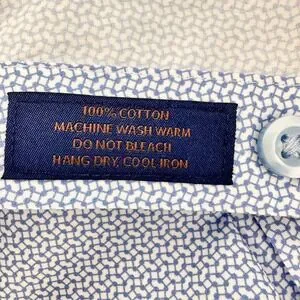 100% COTTON
MACHINE WASH WARM
DO NOT BLEACH
HANG DRY, COOL IRON